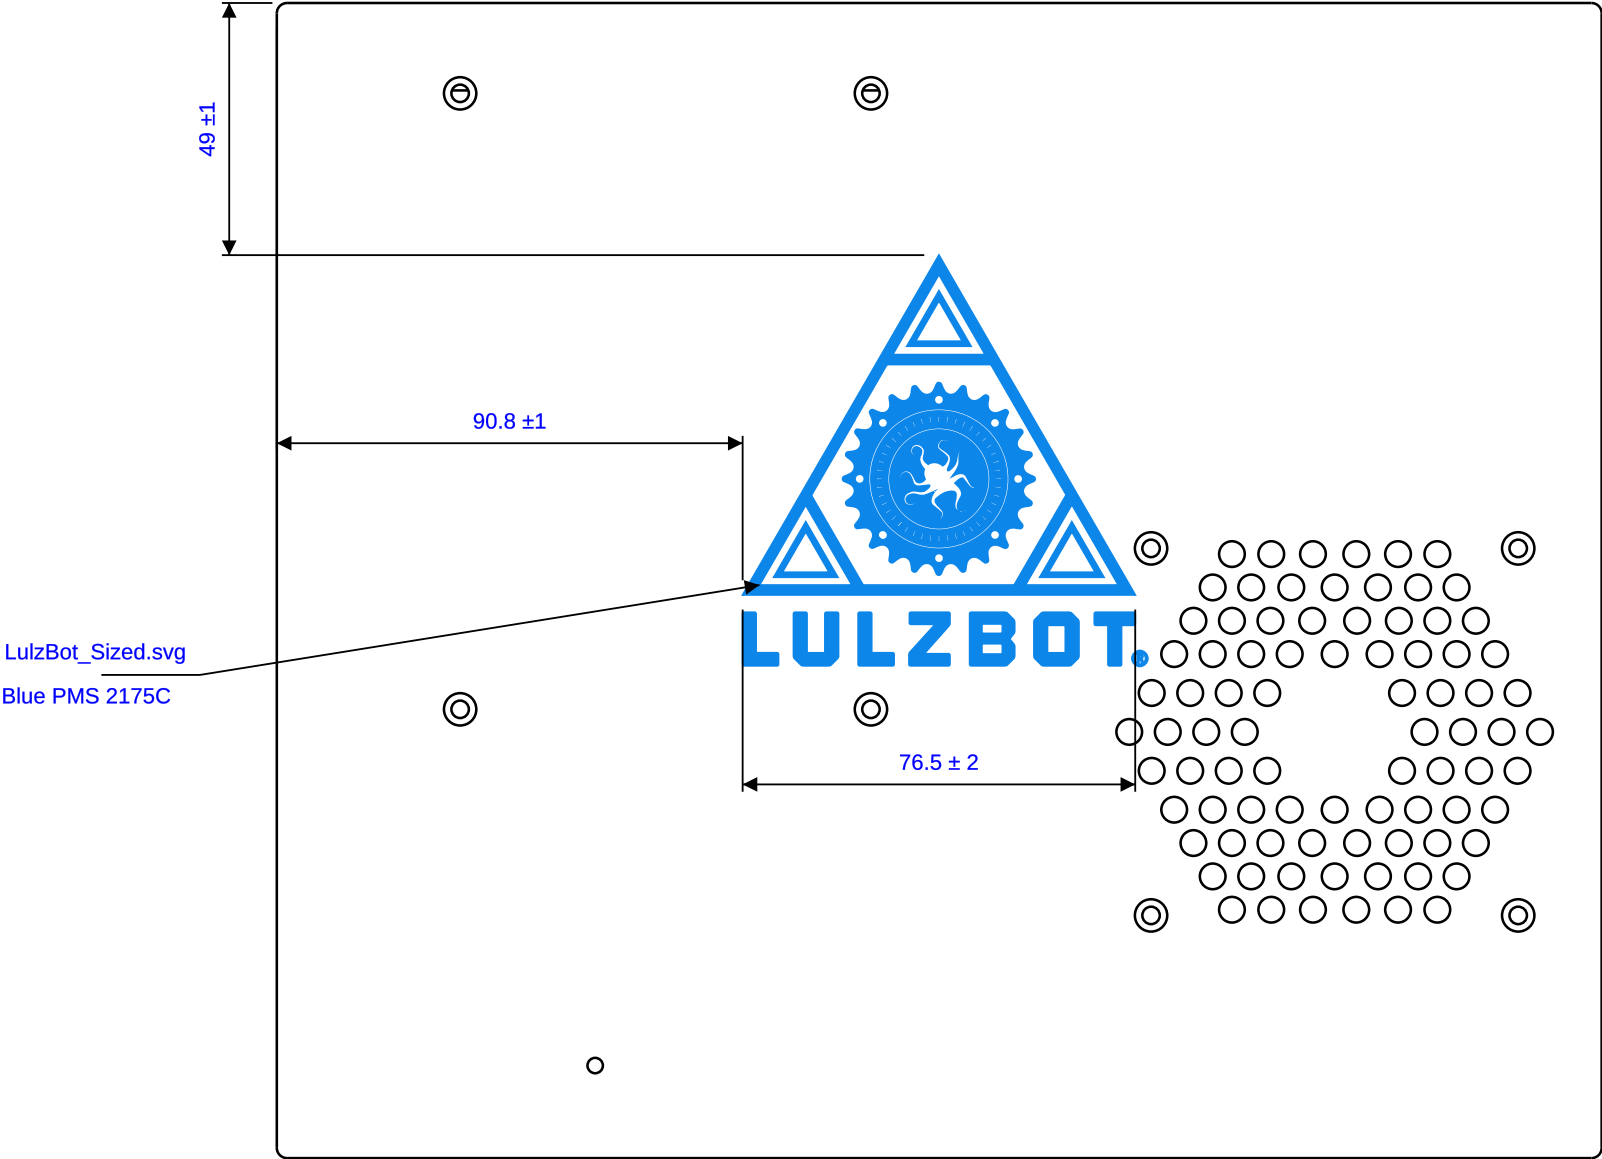 49 ±1
90.8 ±1
LulzBot_Sized.svg
Blue PMS 2175C
LULZBOT®
76.5 ± 2